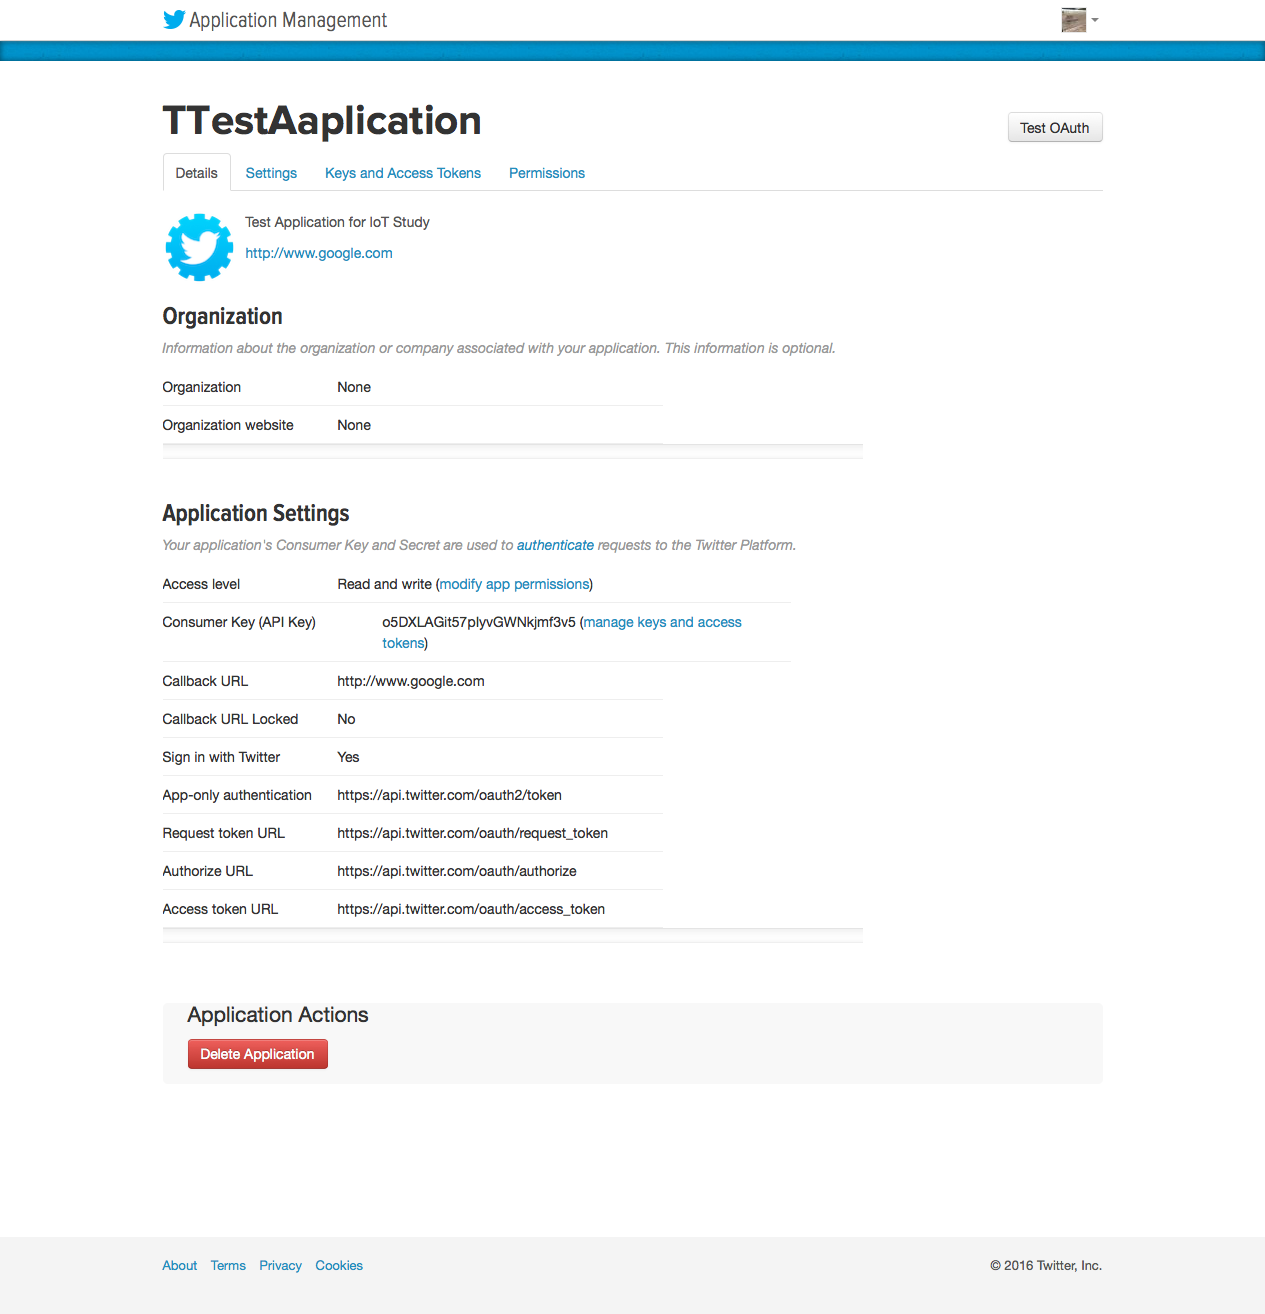 Application Management
TTestAaplication
Test OAuth
Details Settings Keys and Access Tokens Permissions
Test Application for IoT Study
http://www.google.com
Organization
Information about the organization or company associated with your application. This information is optional.
Organization None
Organization website None
Application Settings
Your application's Consumer Key and Secret are used to authenticate requests to the Twitter Platform.
Access level Read and write (modify app permissions)
Consumer Key (API Key) o5DXLAGit57pIyvGWNkjmf3v5 (manage keys and access
tokens)
Callback URL http://www.google.com
Callback URL Locked No
Sign in with Twitter Yes
App-only authentication https://api.twitter.com/oauth2/token
Request token URL https://api.twitter.com/oauth/request_token
Authorize URL https://api.twitter.com/oauth/authorize
Access token URL https://api.twitter.com/oauth/access_token
Application Actions
Delete Application
About Terms Privacy Cookies © 2016 Twitter, Inc.